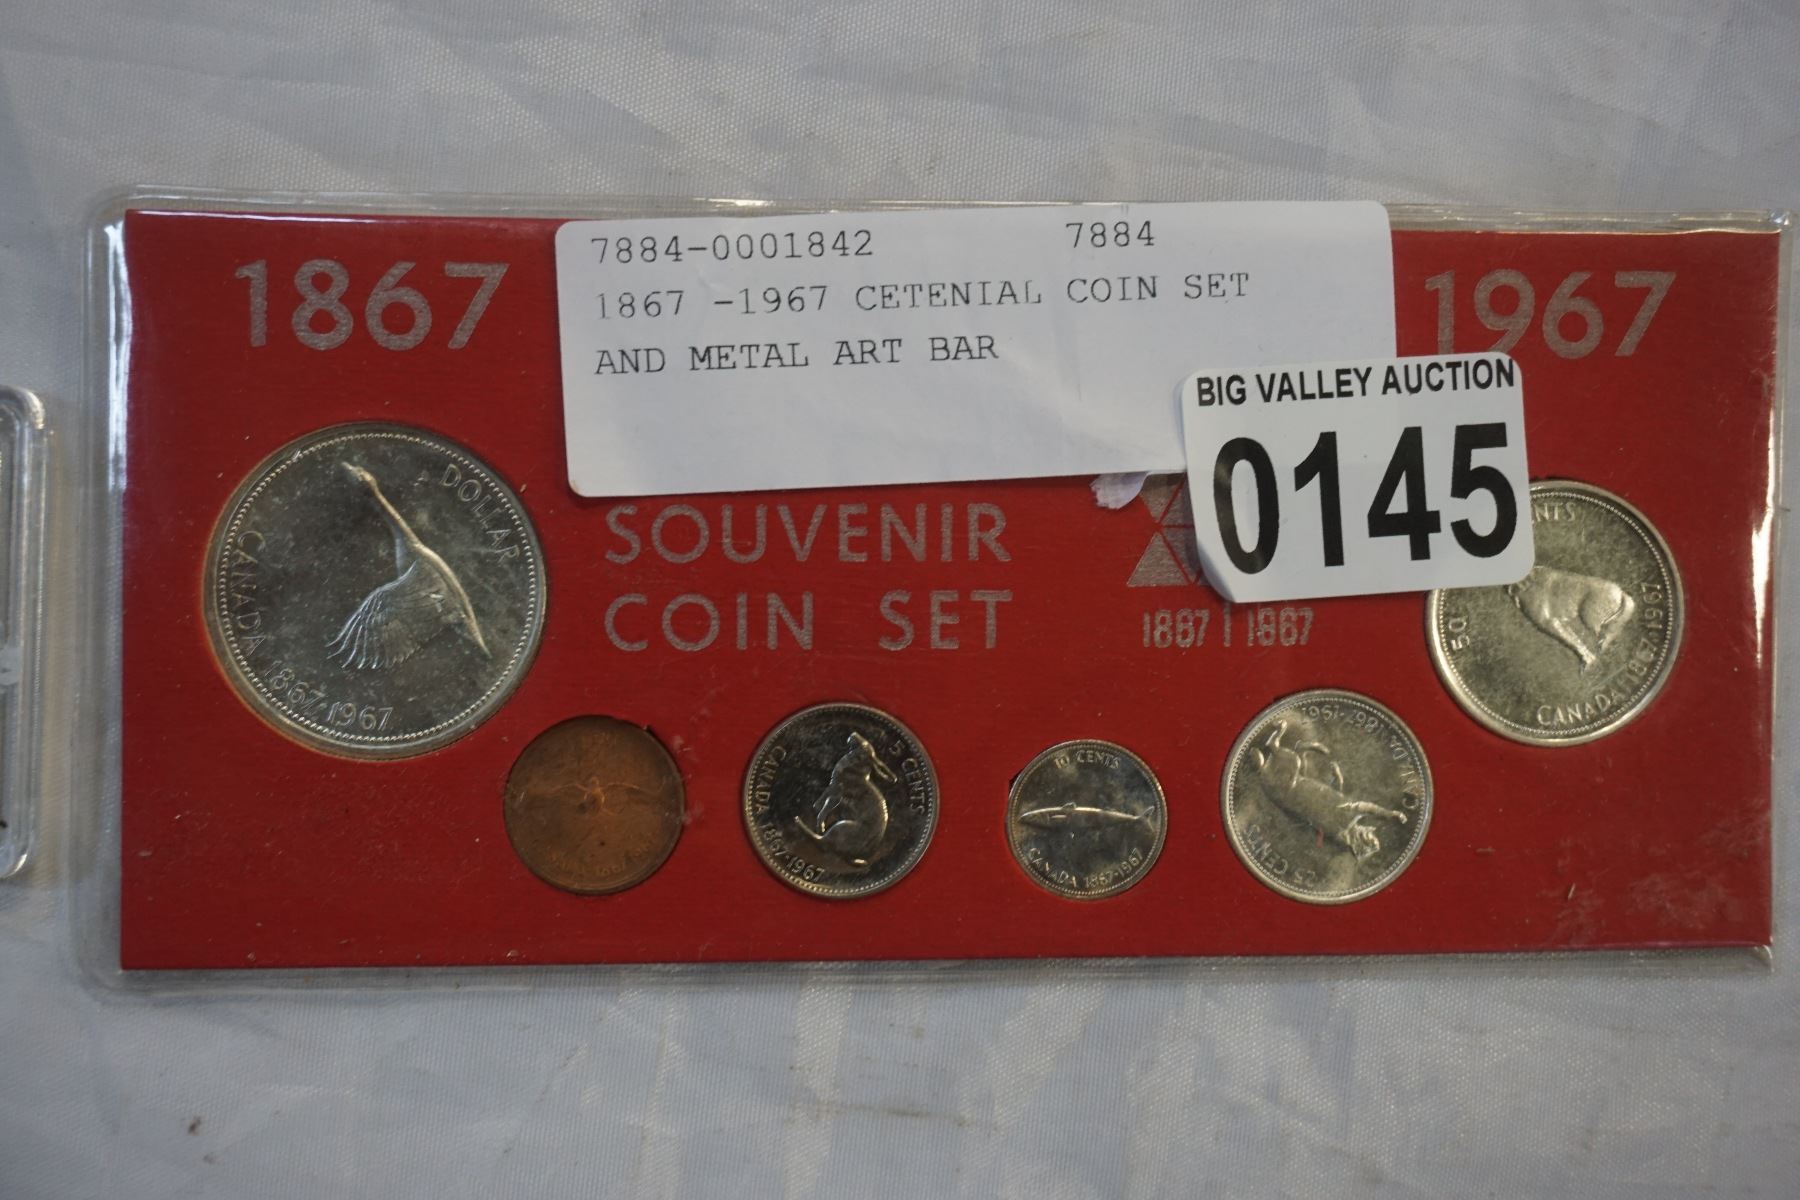 7884-0001842 7884
1867 -1967 CETENIAL COIN SET
AND METAL ART BAR
BIG VALLEY AUCTION
0145
1867
1967
SOUVENIR
COIN SET
1867 1867
DOLLAR
CANADA 1867·1967
5 CENTS
CANADA 1867·1967
10 CENTS
CANADA 1867·1967
25 CENTS
CANADA 1867·1967
50
CANADA 1867·1967